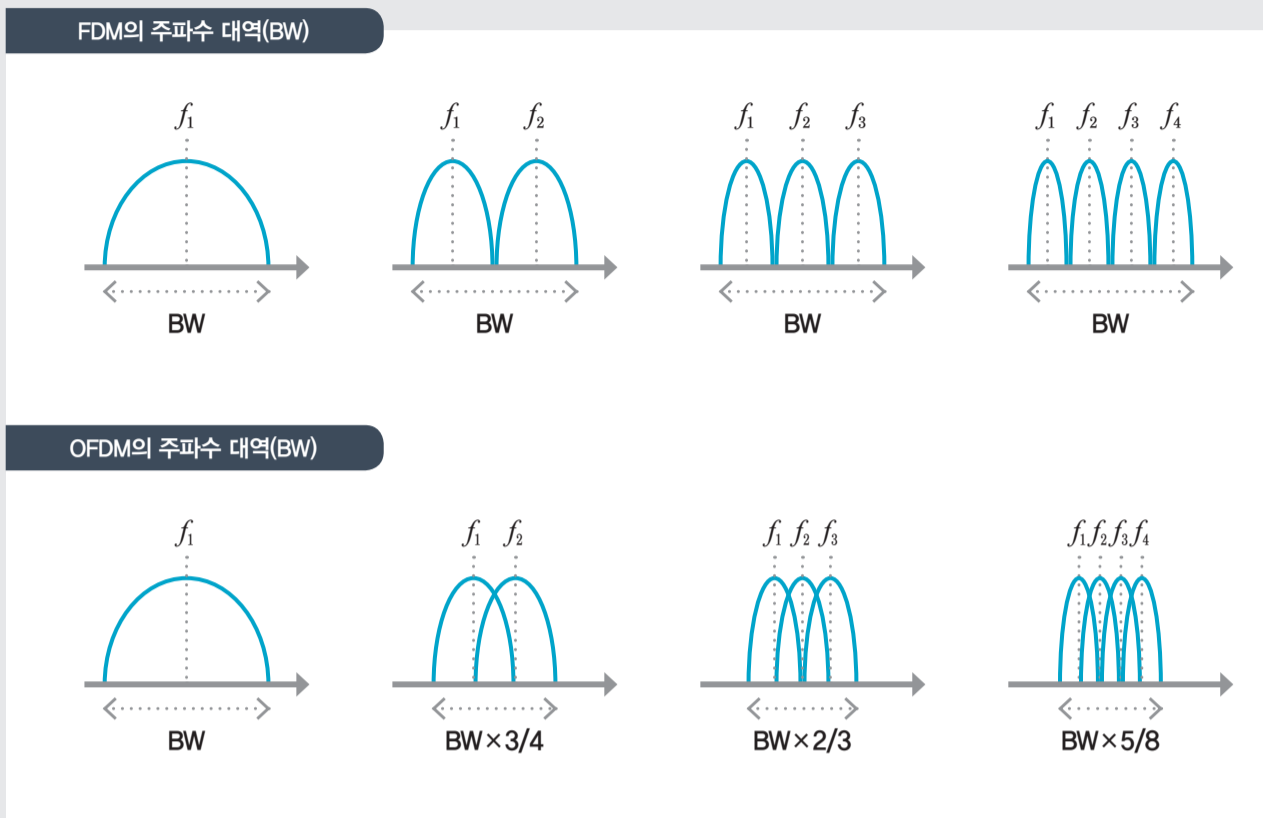 FDM의 주파수 대역(BW)
f₁
f₁ f₂
f₁ f₂ f₃
f₁ f₂ f₃ f₄
BW
BW
BW
BW
OFDM의 주파수 대역(BW)
f₁
f₁ f₂
f₁ f₂ f₃
f₁ f₂ f₃ f₄
BW
BW×3/4
BW×2/3
BW×5/8